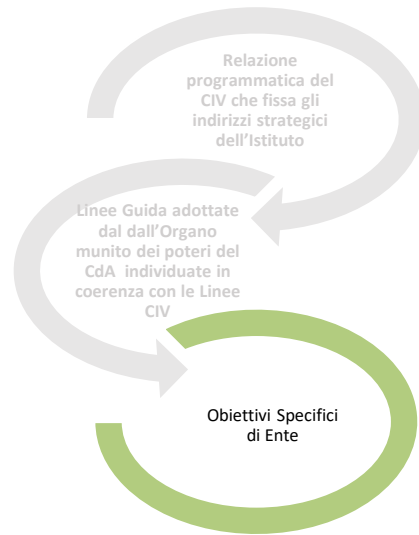 Relazione
programmatica del
CIV che fissa gli
indirizzi strategici
dell'Istituto
Linee Guida adottate
dal dall'Organo
munito dei poteri del
CdA individuate in
coerenza con le Linee
CIV
Obiettivi Specifici
di Ente